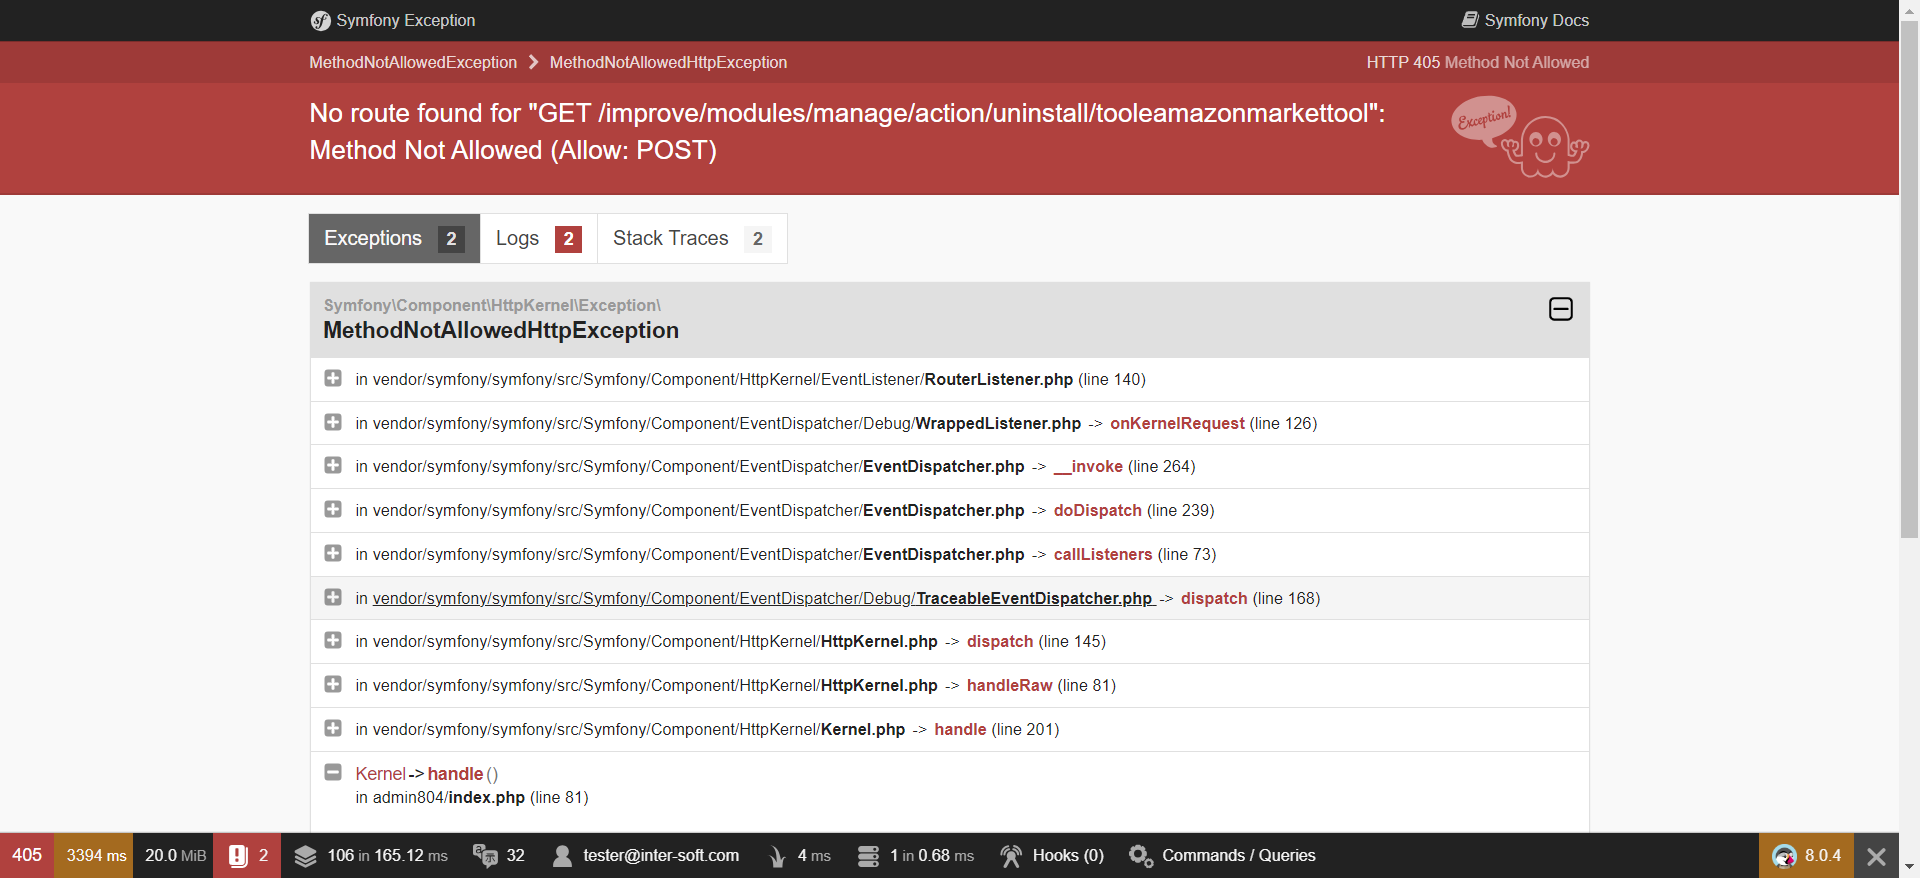 Symfony Exception
Symfony Docs
MethodNotAllowedException MethodNotAllowedHttpException
HTTP 405 Method Not Allowed
No route found for "GET /improve/modules/manage/action/uninstall/tooleamazonmarkettool":
Method Not Allowed (Allow: POST)
Exception!
Exceptions 2 Logs 2 Stack Traces 2
Symfony\Component\HttpKernel\Exception\
MethodNotAllowedHttpException
in vendor/symfony/symfony/src/Symfony/Component/HttpKernel/EventListener/RouterListener.php (line 140)
in vendor/symfony/symfony/src/Symfony/Component/EventDispatcher/Debug/WrappedListener.php -> onKernelRequest (line 126)
in vendor/symfony/symfony/src/Symfony/Component/EventDispatcher/EventDispatcher.php -> __invoke (line 264)
in vendor/symfony/symfony/src/Symfony/Component/EventDispatcher/EventDispatcher.php -> doDispatch (line 239)
in vendor/symfony/symfony/src/Symfony/Component/EventDispatcher/EventDispatcher.php -> callListeners (line 73)
in vendor/symfony/symfony/src/Symfony/Component/EventDispatcher/Debug/TraceableEventDispatcher.php -> dispatch (line 168)
in vendor/symfony/symfony/src/Symfony/Component/HttpKernel/HttpKernel.php -> dispatch (line 145)
in vendor/symfony/symfony/src/Symfony/Component/HttpKernel/HttpKernel.php -> handleRaw (line 81)
in vendor/symfony/symfony/src/Symfony/Component/HttpKernel/Kernel.php -> handle (line 201)
Kernel->handle()
in admin804/index.php (line 81)
405 3394 ms 20.0 MiB 2 106 in 165.12 ms 32 tester@inter-soft.com 4 ms 1 in 0.68 ms Hooks (0) Commands / Queries 8.0.4